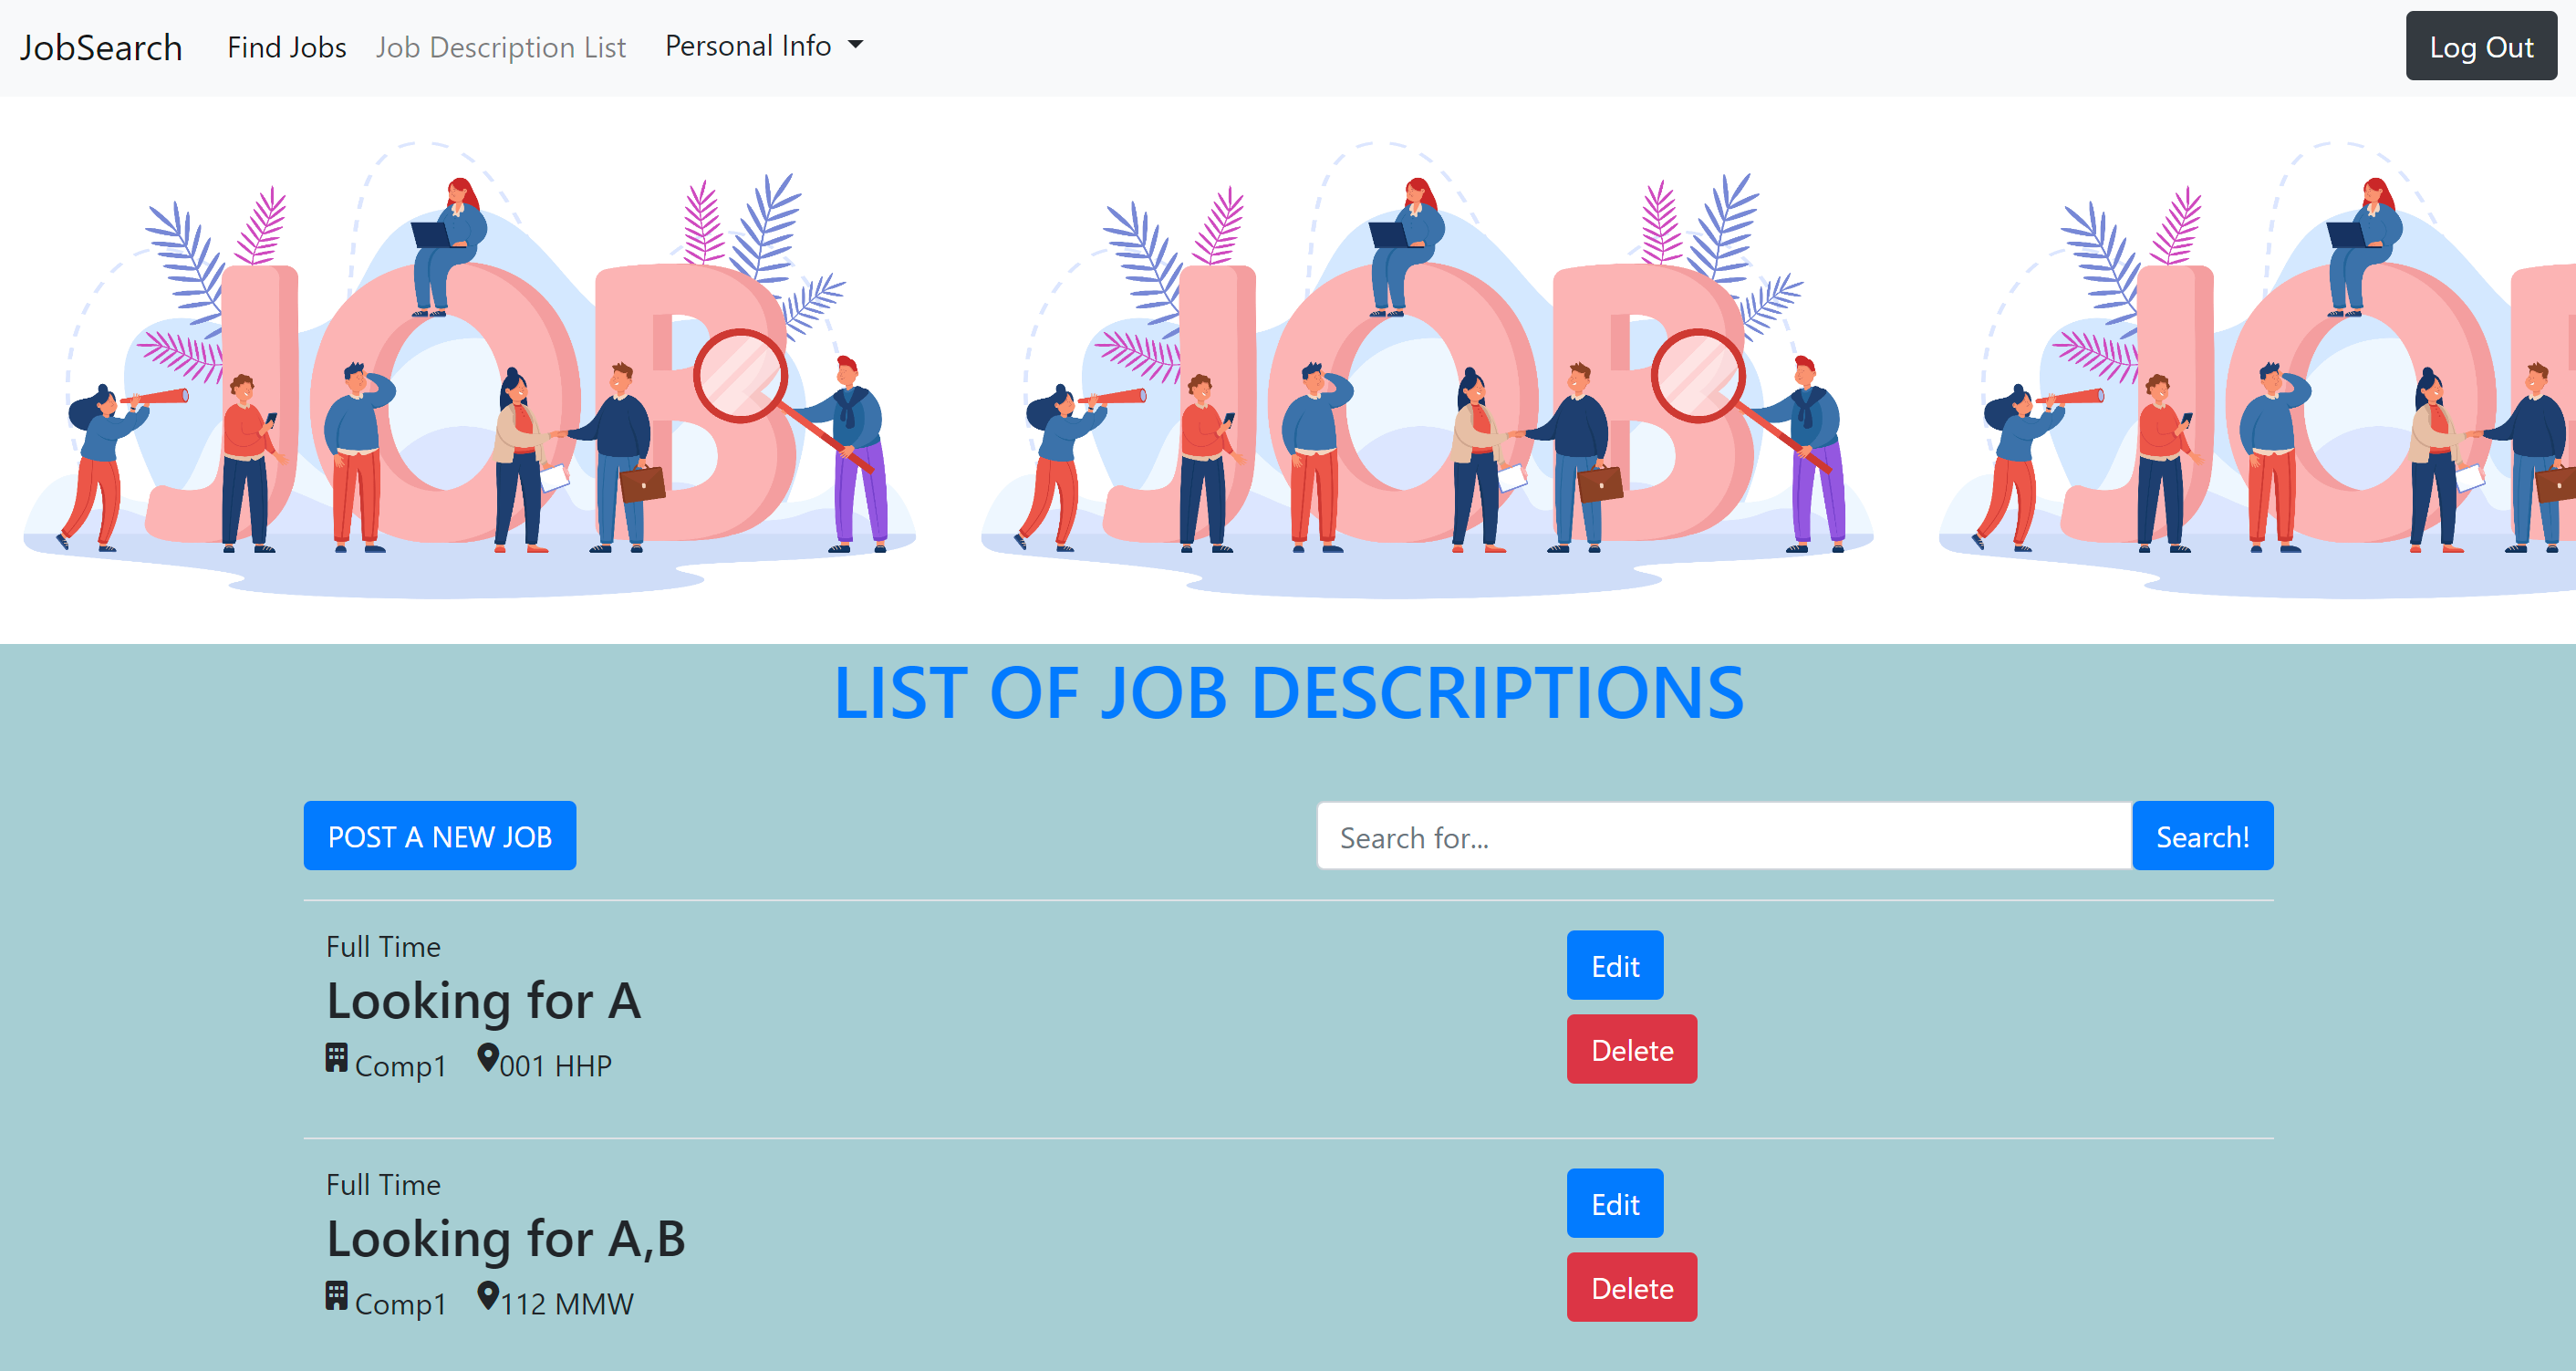 JobSearch Find Jobs Job Description List Personal Info Log Out
JOB JOB JO
LIST OF JOB DESCRIPTIONS
POST A NEW JOB Search for... Search!
Full Time
Looking for A
Comp1 001 HHP
Edit
Delete
Full Time
Looking for A,B
Comp1 112 MMW
Edit
Delete